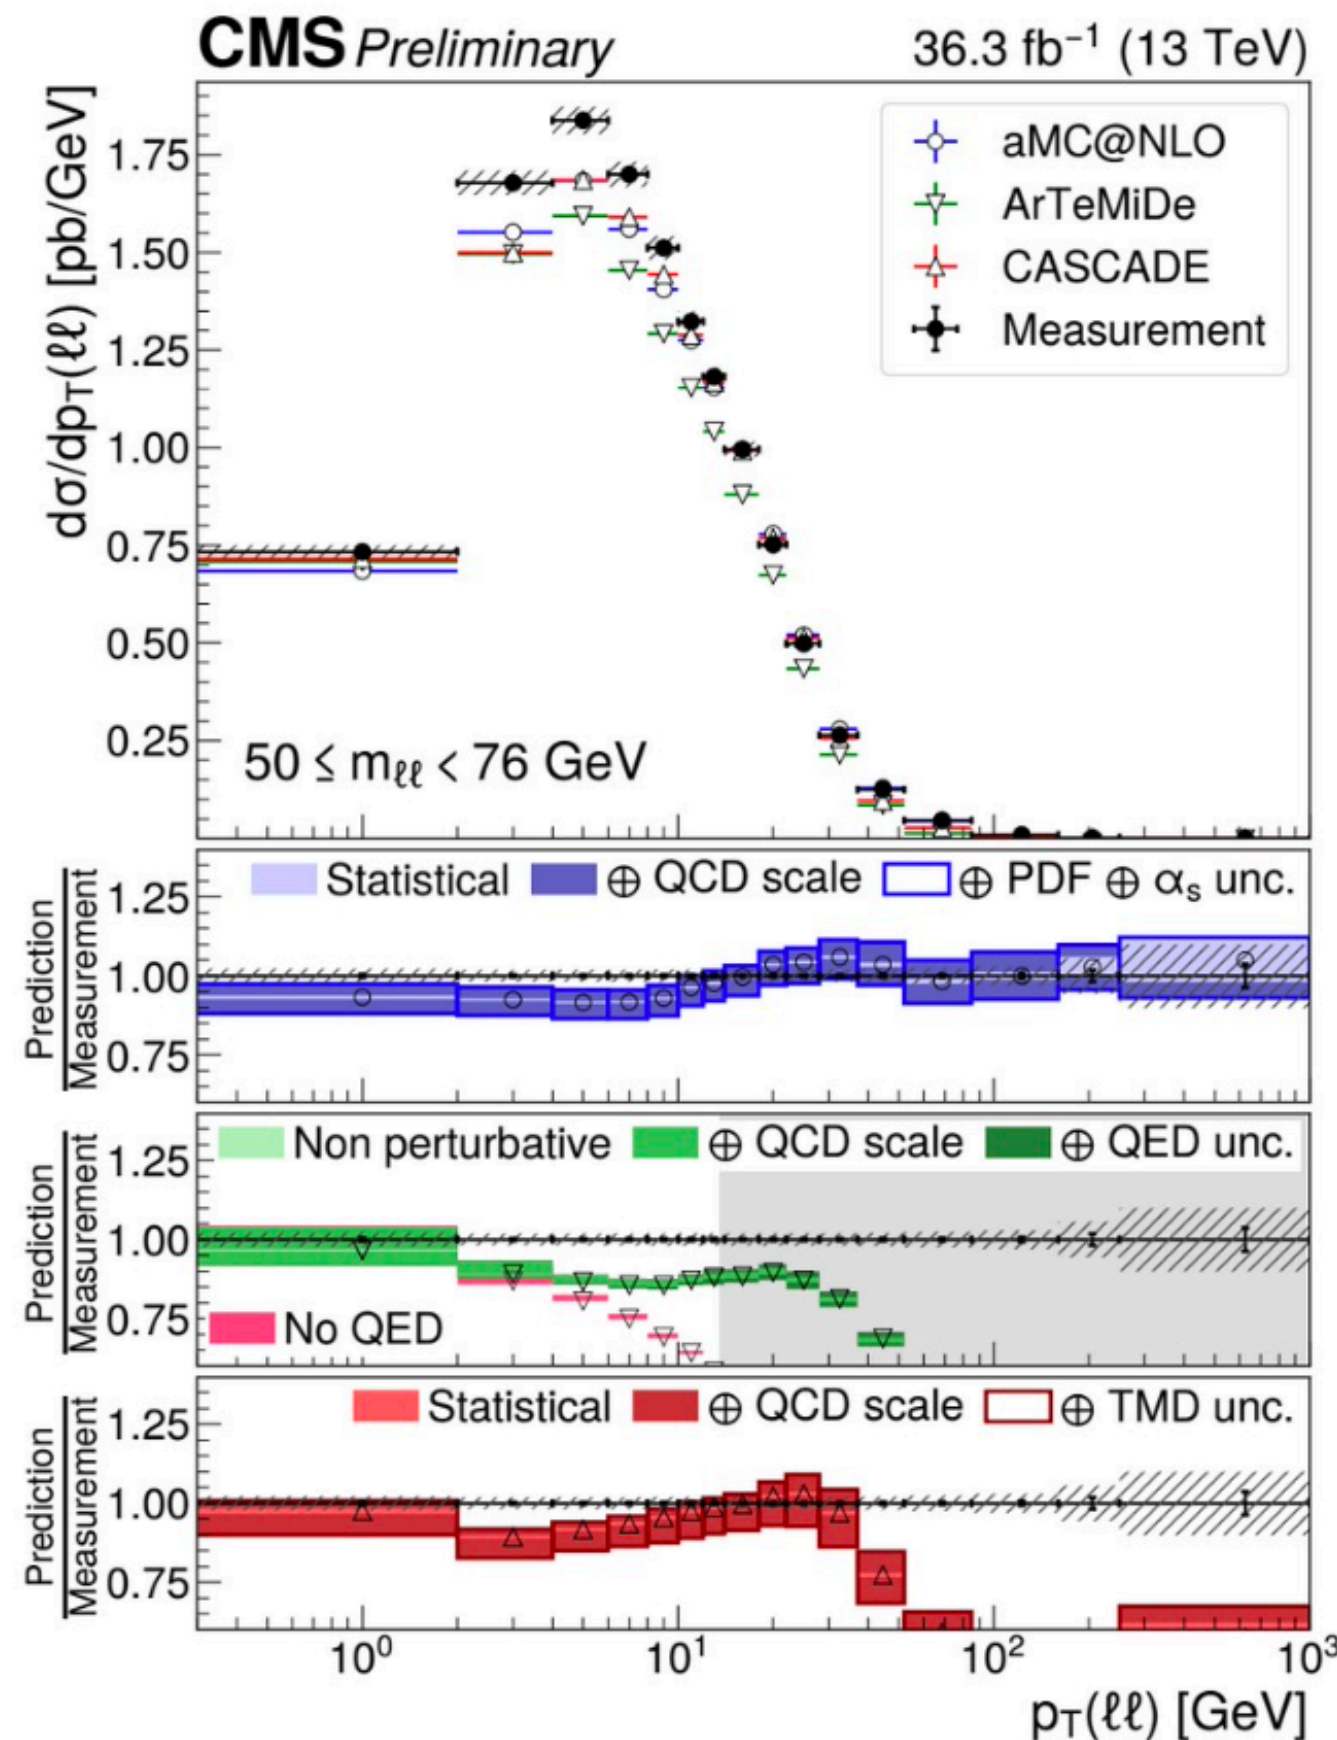 CMS Preliminary 36.3 fb⁻¹ (13 TeV)
dσ/dpT(ℓℓ) [pb/GeV]
1.75
1.50
1.25
1.00
0.75
0.50
0.25
aMC@NLO
ArTeMiDe
CASCADE
Measurement
50 ≤ mℓℓ < 76 GeV
Prediction
Measurement
1.25
1.00
0.75
Statistical ⊕ QCD scale ⊕ PDF ⊕ αs unc.
Prediction
Measurement
1.25
1.00
0.75
Non perturbative ⊕ QCD scale ⊕ QED unc.
No QED
Prediction
Measurement
1.25
1.00
0.75
Statistical ⊕ QCD scale ⊕ TMD unc.
10⁰ 10¹ 10² 10³
pT(ℓℓ) [GeV]